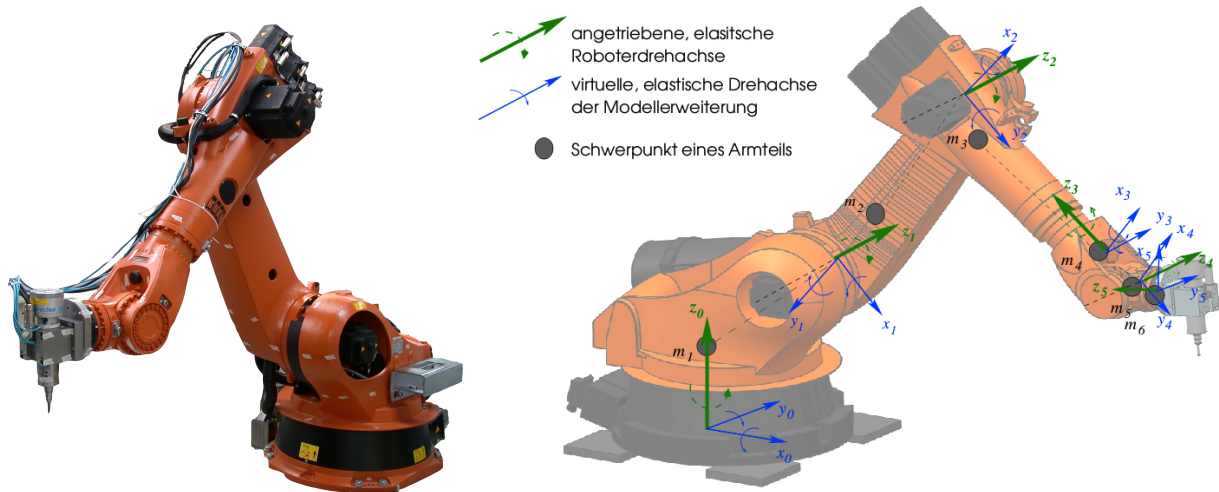 angetriebene, elasitsche
Roboterdrehachse
virtuelle, elastische Drehachse
der Modellerweiterung
Schwerpunkt eines Armteils
x₂
z₂
m₃
y₂
z₃
x₃
y₃
x₄
m₂
z₁
m₄
x₅
z₄
z₅
y₅
m₅
y₄
m₆
y₁
x₁
z₀
m₁
y₀
x₀